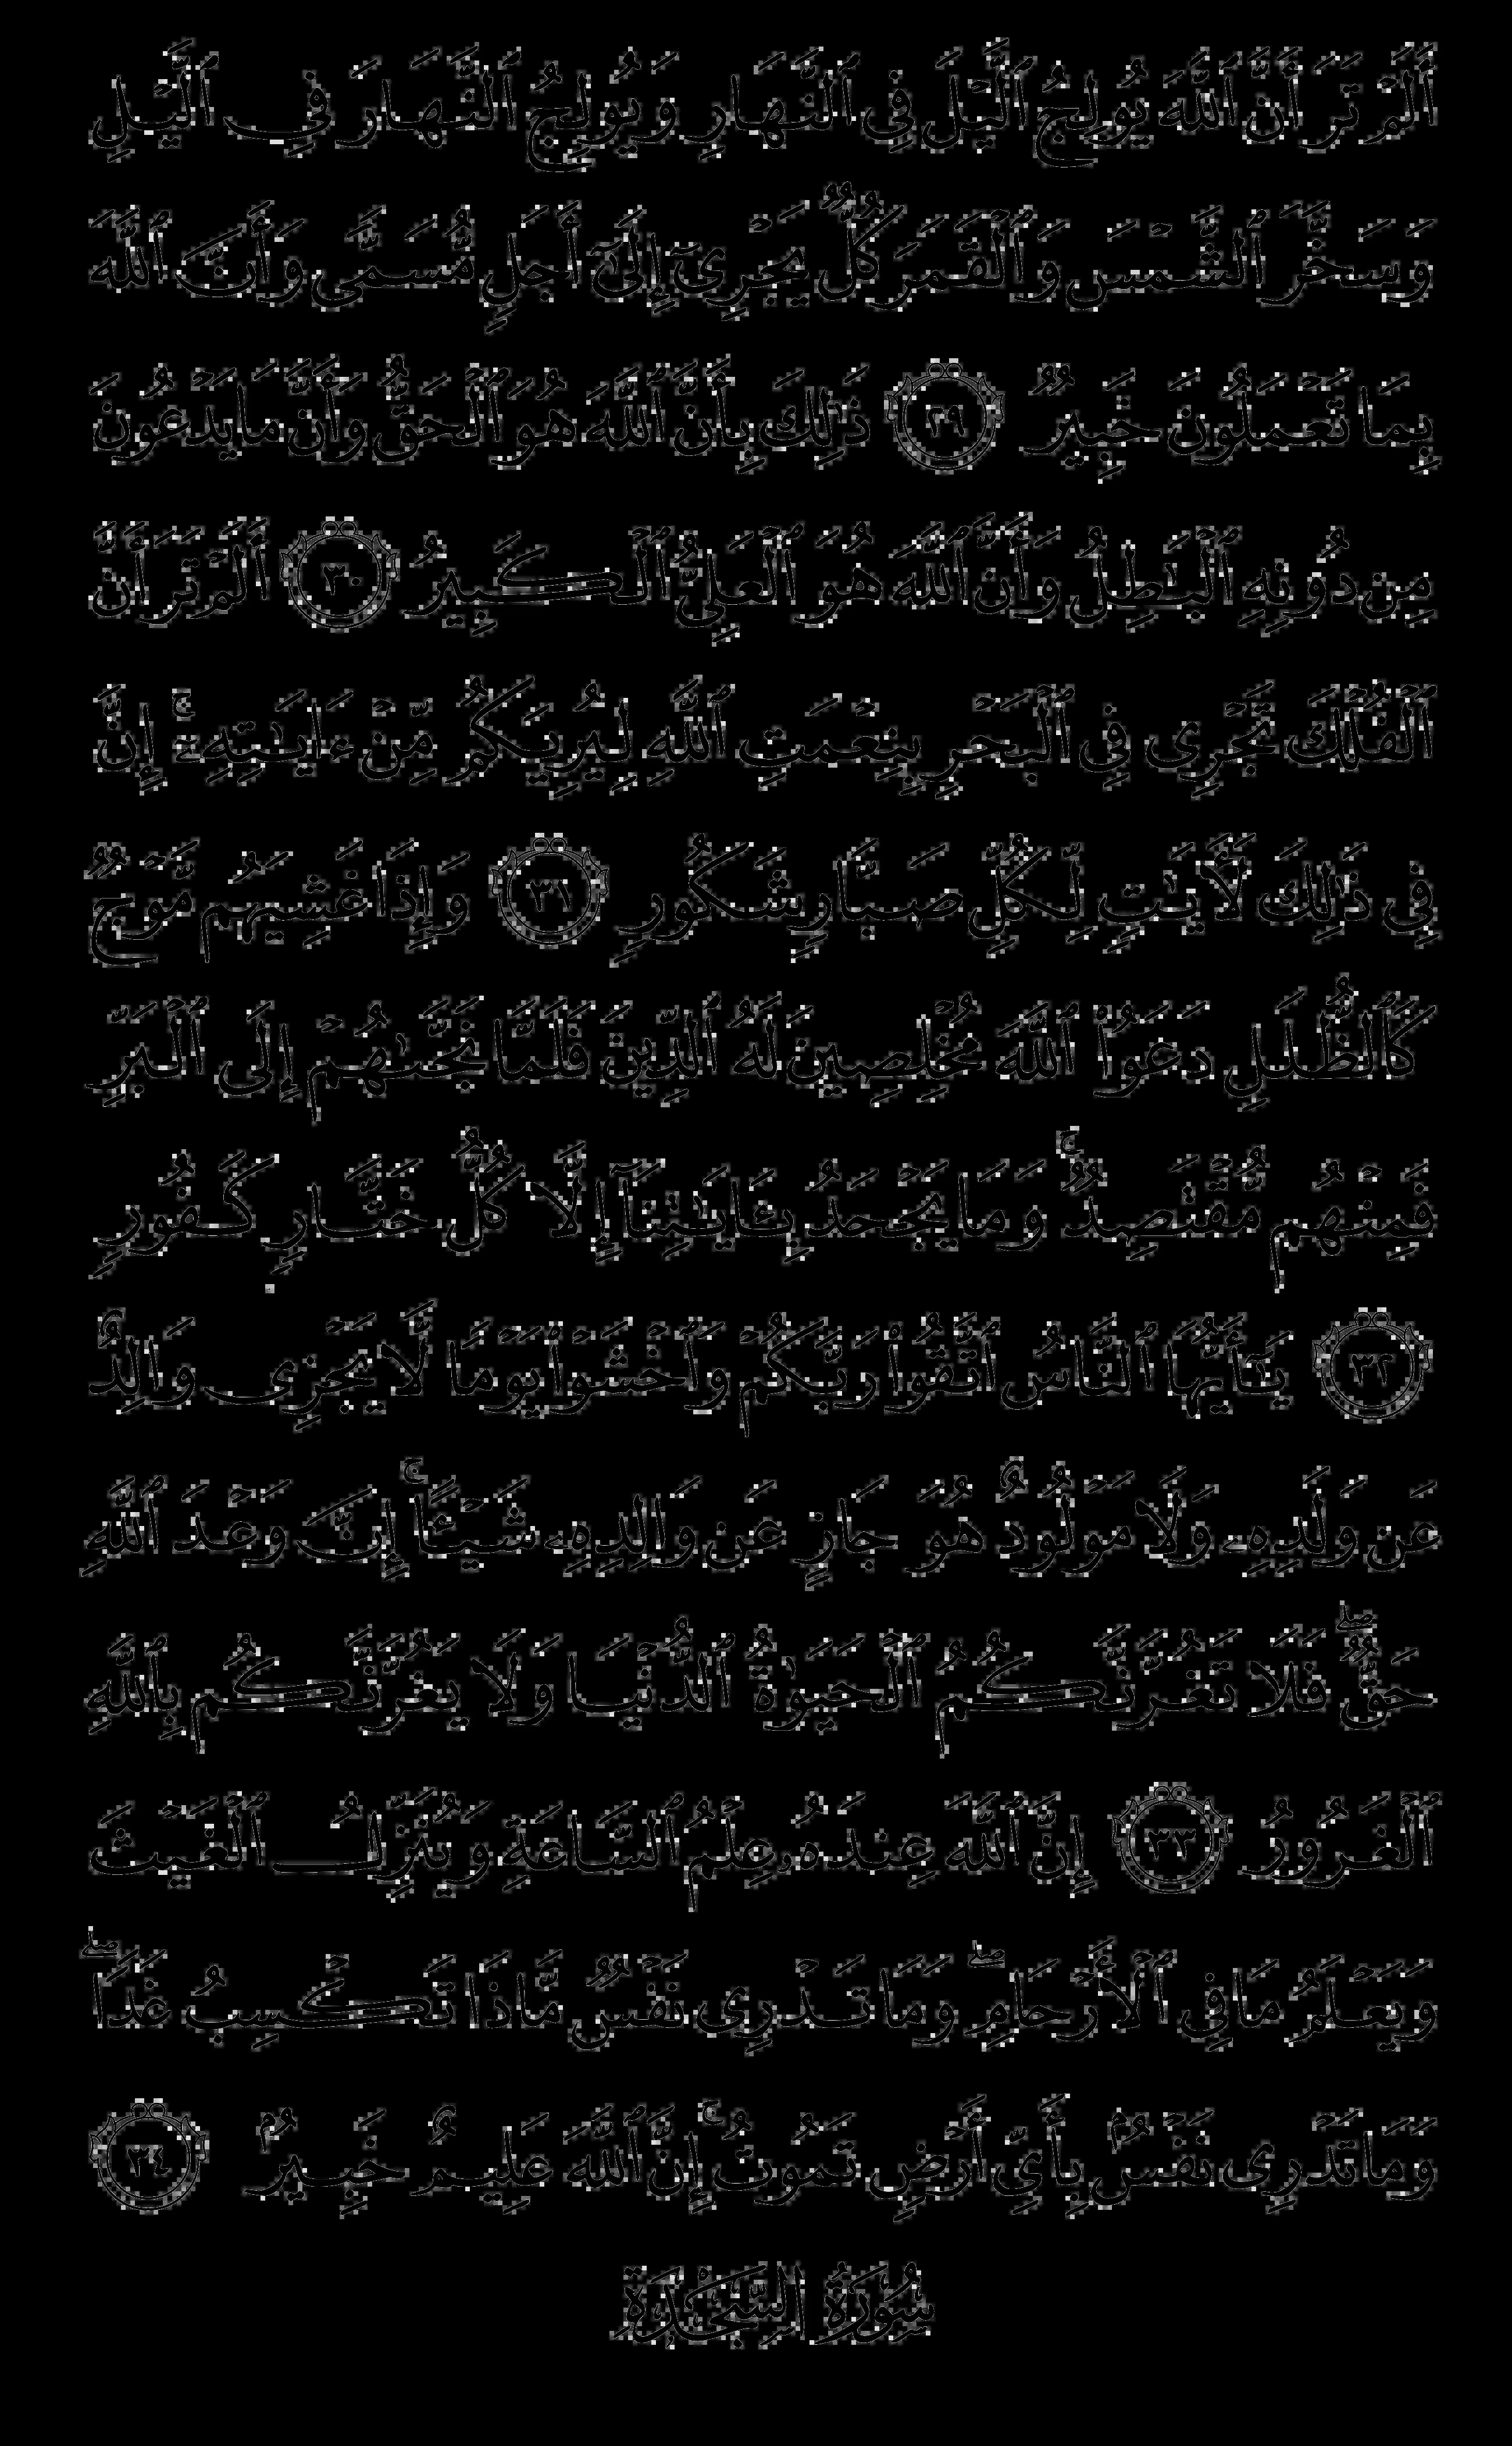 أَلَمْ تَرَ أَنَّ ٱللَّهَ يُولِجُ ٱلَّيْلَ فِى ٱلنَّهَارِ وَيُولِجُ ٱلنَّهَارَ فِى ٱلَّيْلِ
وَسَخَّرَ ٱلشَّمْسَ وَٱلْقَمَرَ كُلٌّ يَجْرِىٓ إِلَىٰٓ أَجَلٍ مُّسَمًّى وَأَنَّ ٱللَّهَ
بِمَا تَعْمَلُونَ خَبِيرٌ ٢٩ ذَٰلِكَ بِأَنَّ ٱللَّهَ هُوَ ٱلْحَقُّ وَأَنَّ مَا يَدْعُونَ
مِن دُونِهِ ٱلْبَٰطِلُ وَأَنَّ ٱللَّهَ هُوَ ٱلْعَلِىُّ ٱلْكَبِيرُ ٣٠ أَلَمْ تَرَ أَنَّ
ٱلْفُلْكَ تَجْرِى فِى ٱلْبَحْرِ بِنِعْمَتِ ٱللَّهِ لِيُرِيَكُم مِّنْ ءَايَٰتِهِۦٓ ۚ إِنَّ
فِى ذَٰلِكَ لَءَايَٰتٍ لِّكُلِّ صَبَّارٍ شَكُورٍ ٣١ وَإِذَا غَشِيَهُم مَّوْجٌ
كَٱلظُّلَلِ دَعَوُا۟ ٱللَّهَ مُخْلِصِينَ لَهُ ٱلدِّينَ فَلَمَّا نَجَّىٰهُمْ إِلَى ٱلْبَرِّ
فَمِنْهُم مُّقْتَصِدٌ ۚ وَمَا يَجْحَدُ بِـَٔايَٰتِنَآ إِلَّا كُلُّ خَتَّارٍ كَفُورٍ
٣٢ يَٰٓأَيُّهَا ٱلنَّاسُ ٱتَّقُوا۟ رَبَّكُمْ وَٱخْشَوْا۟ يَوْمًا لَّا يَجْزِى وَالِدٌ
عَن وَلَدِهِۦ وَلَا مَوْلُودٌ هُوَ جَازٍ عَن وَالِدِهِۦ شَيْـًٔا ۚ إِنَّ وَعْدَ ٱللَّهِ
حَقٌّ ۖ فَلَا تَغُرَّنَّكُمُ ٱلْحَيَوٰةُ ٱلدُّنْيَا وَلَا يَغُرَّنَّكُم بِٱللَّهِ
ٱلْغَرُورُ ٣٣ إِنَّ ٱللَّهَ عِندَهُۥ عِلْمُ ٱلسَّاعَةِ وَيُنَزِّلُ ٱلْغَيْثَ
وَيَعْلَمُ مَا فِى ٱلْأَرْحَامِ ۖ وَمَا تَدْرِى نَفْسٌ مَّاذَا تَكْسِبُ غَدًا ۖ
وَمَا تَدْرِى نَفْسٌۢ بِأَىِّ أَرْضٍ تَمُوتُ ۚ إِنَّ ٱللَّهَ عَلِيمٌ خَبِيرٌۢ ٣٤
سُورَةُ السَّجْدَةِ